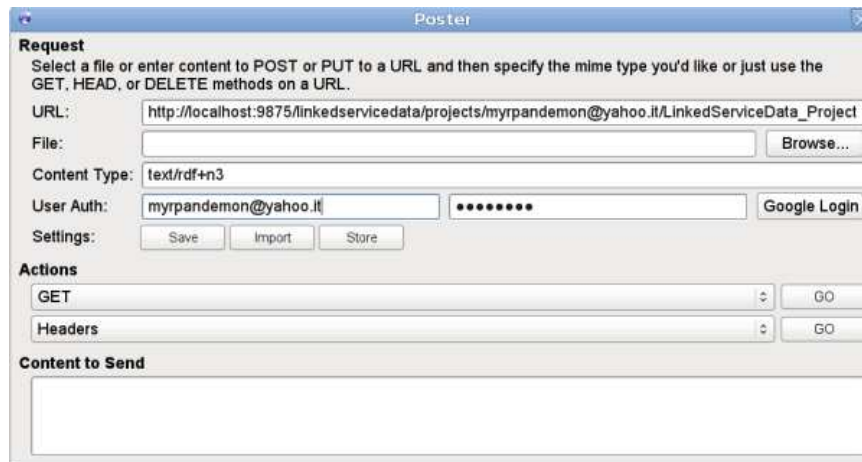 Poster
Request
Select a file or enter content to POST or PUT to a URL and then specify the mime type you'd like or just use the
GET, HEAD, or DELETE methods on a URL.
URL: http://localhost:9875/linkedservicedata/projects/myrpandemon@yahoo.it/LinkedServiceData_Project
File: Browse...
Content Type: text/rdf+n3
User Auth: myrpandemon@yahoo.it •••••••• Google Login
Settings: Save Import Store
Actions
GET GO
Headers GO
Content to Send